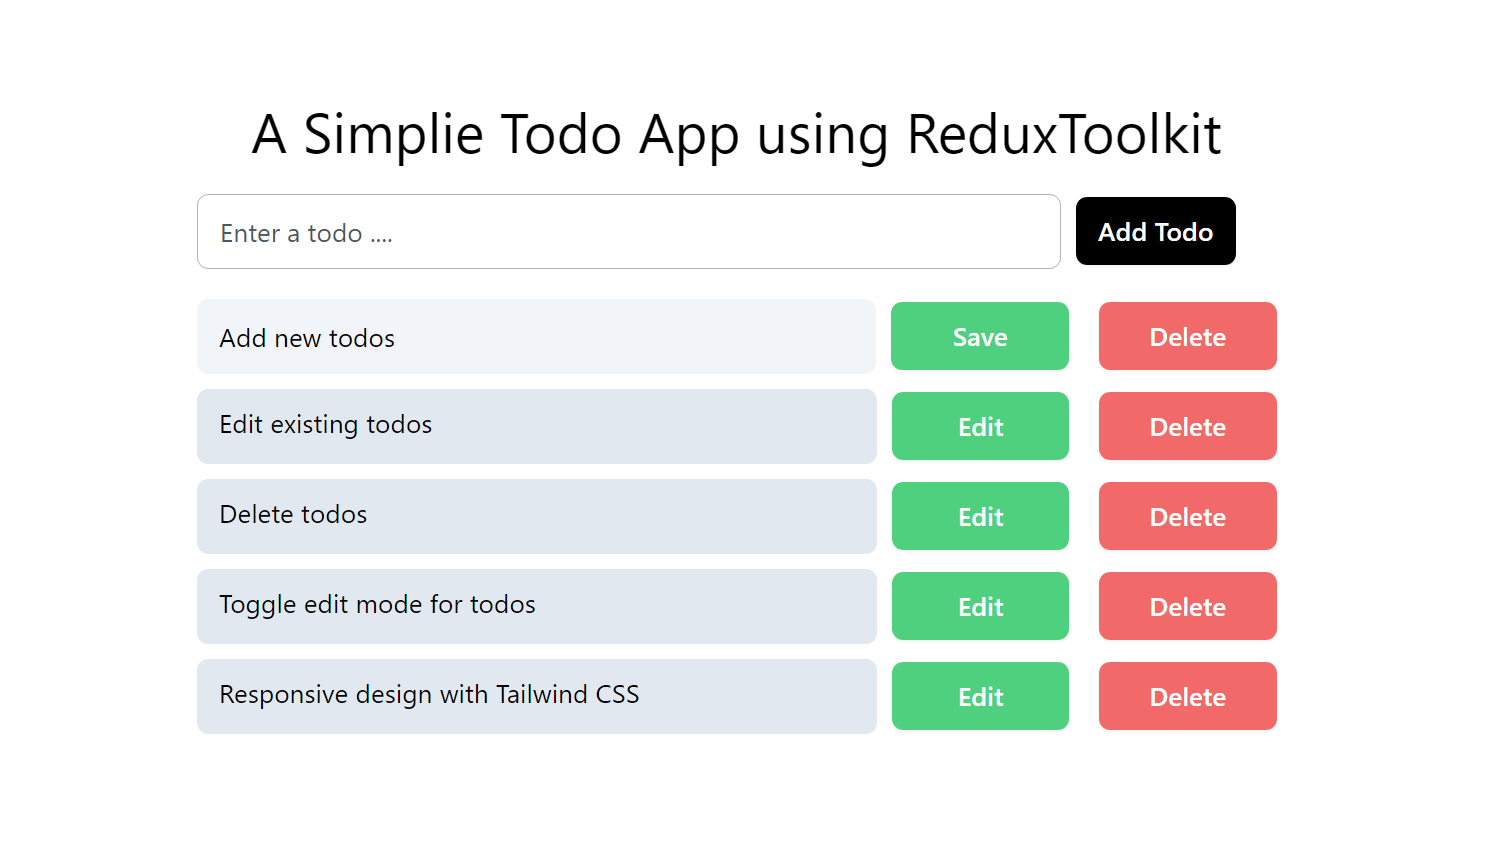 A Simplie Todo App using ReduxToolkit
Enter a todo .... Add Todo
Add new todos Save Delete
Edit existing todos Edit Delete
Delete todos Edit Delete
Toggle edit mode for todos Edit Delete
Responsive design with Tailwind CSS Edit Delete